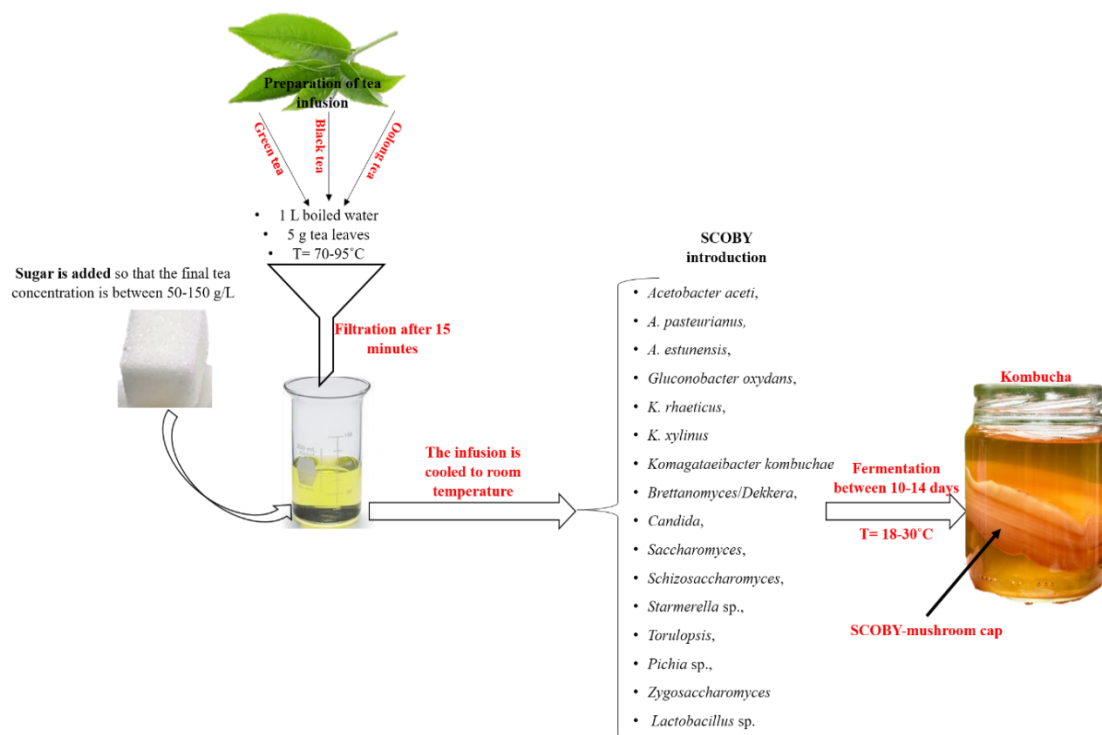 Preparation of tea
infusion
Green tea
Black tea
Oolong tea
• 1 L boiled water
• 5 g tea leaves
• T= 70-95˚C
Sugar is added so that the final tea
concentration is between 50-150 g/L
Filtration after 15
minutes
The infusion is
cooled to room
temperature
SCOBY
introduction
• Acetobacter aceti,
• A. pasteurianus,
• A. estunensis,
• Gluconobacter oxydans,
• K. rhaeticus,
• K. xylinus
• Komagataeibacter kombuchae
• Brettanomyces/Dekkera,
• Candida,
• Saccharomyces,
• Schizosaccharomyces,
• Starmerella sp.,
• Torulopsis,
• Pichia sp.,
• Zygosaccharomyces
• Lactobacillus sp.
Fermentation
between 10-14 days
T= 18-30˚C
Kombucha
SCOBY-mushroom cap